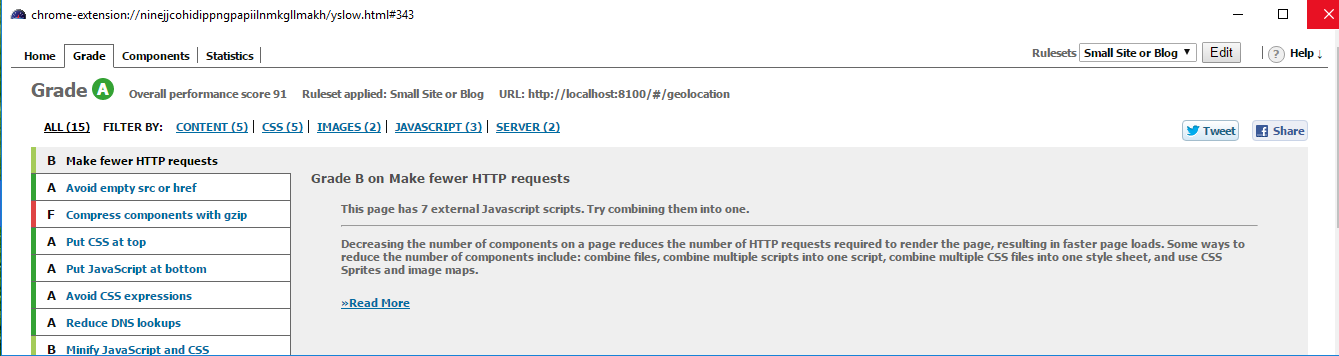 chrome-extension://ninejjcohidippngpapiilnmkgllmakh/yslow.html#343
Home Grade Components Statistics Rulesets Small Site or Blog Edit ? Help ↓
Grade A Overall performance score 91 Ruleset applied: Small Site or Blog URL: http://localhost:8100/#/geolocation
ALL (15) FILTER BY: CONTENT (5) CSS (5) IMAGES (2) JAVASCRIPT (3) SERVER (2)
Tweet Share
B Make fewer HTTP requests
A Avoid empty src or href
F Compress components with gzip
A Put CSS at top
A Put JavaScript at bottom
A Avoid CSS expressions
A Reduce DNS lookups
B Minify JavaScript and CSS
Grade B on Make fewer HTTP requests
This page has 7 external Javascript scripts. Try combining them into one.
Decreasing the number of components on a page reduces the number of HTTP requests required to render the page, resulting in faster page loads. Some ways to
reduce the number of components include: combine files, combine multiple scripts into one script, combine multiple CSS files into one style sheet, and use CSS
Sprites and image maps.
»Read More